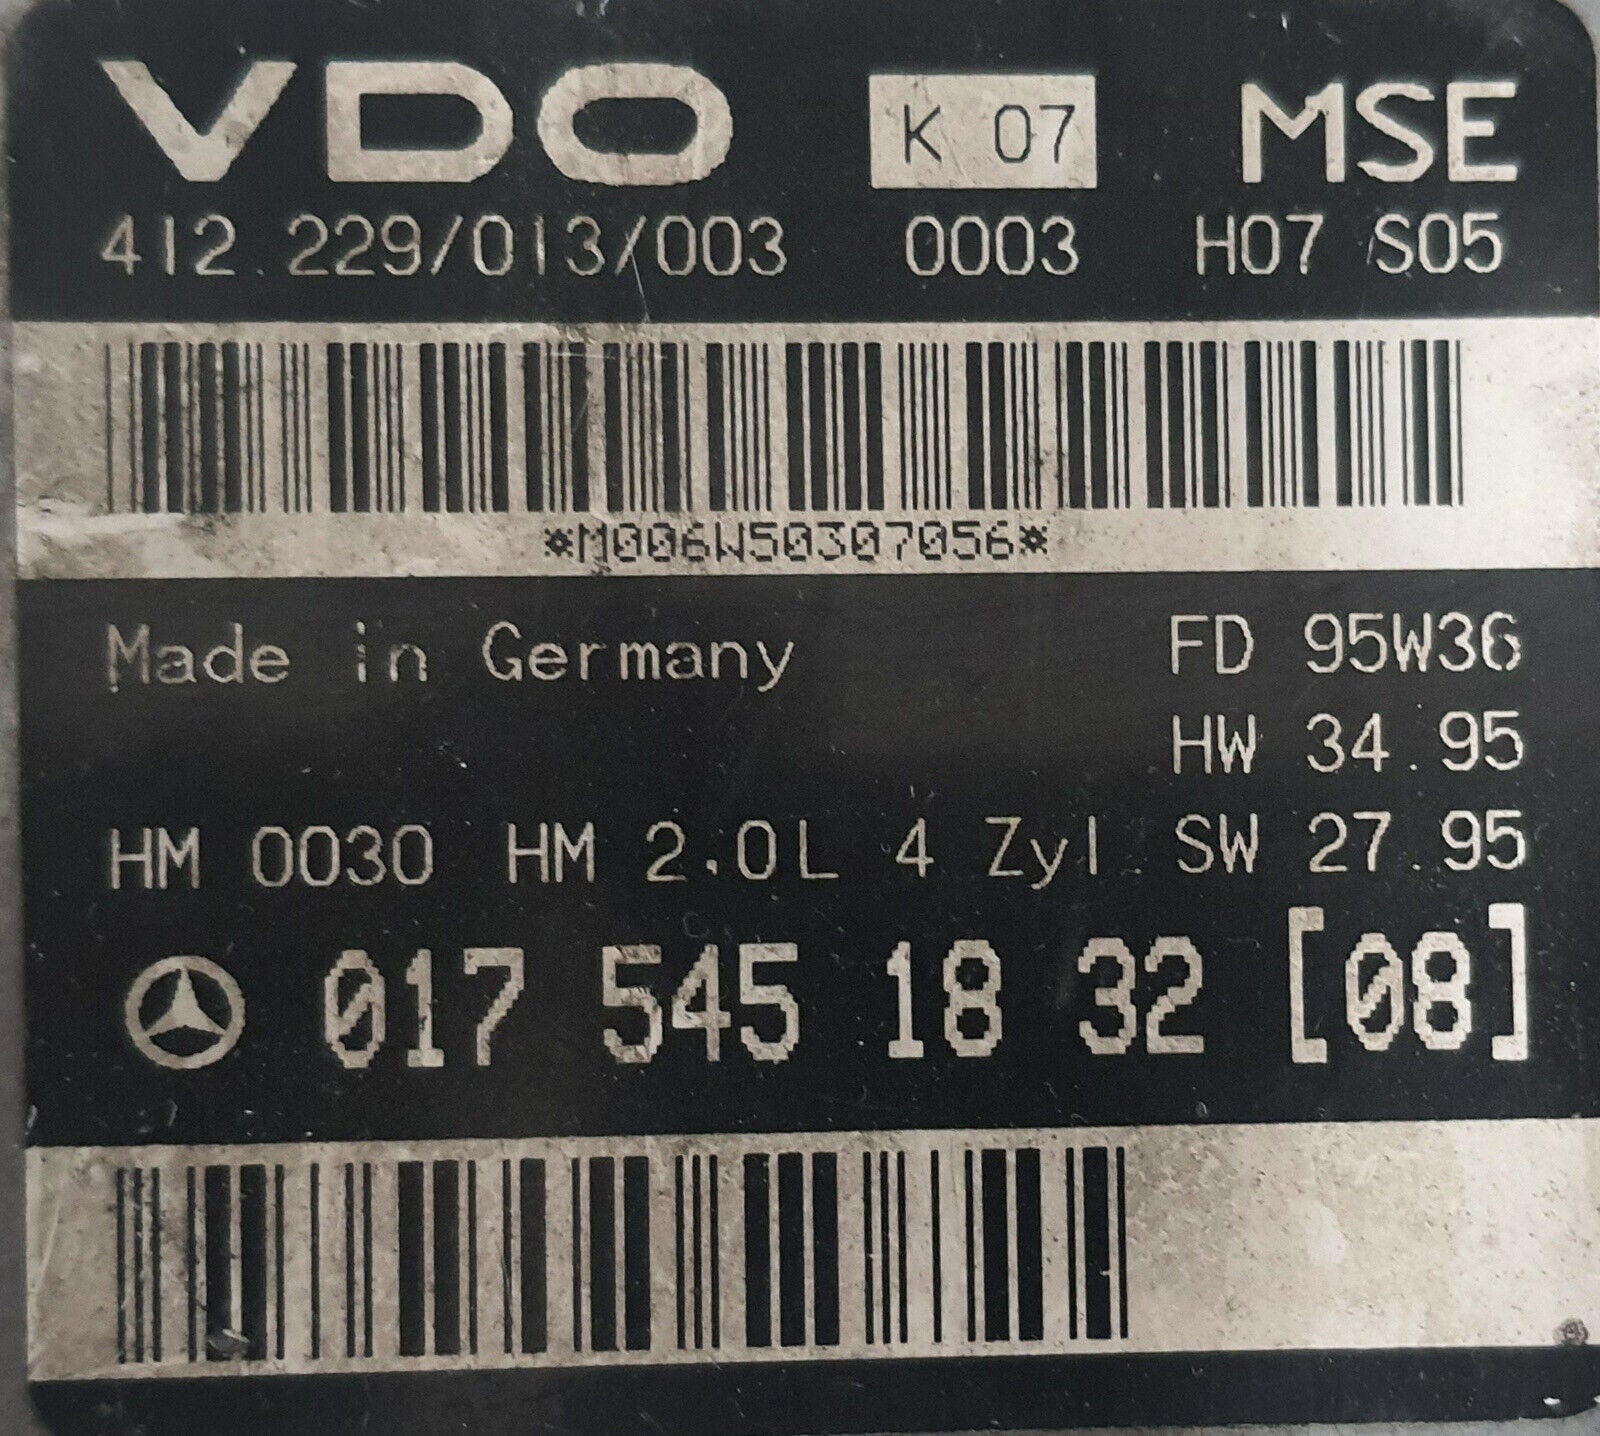 VDO K 07 MSE
412.229/013/003 0003 H07 S05
*M006W50307056*
Made in Germany FD 95W36
HW 34.95
HM 0030 HM 2.0L 4 Zyl. SW 27.95
017 545 18 32 [08]